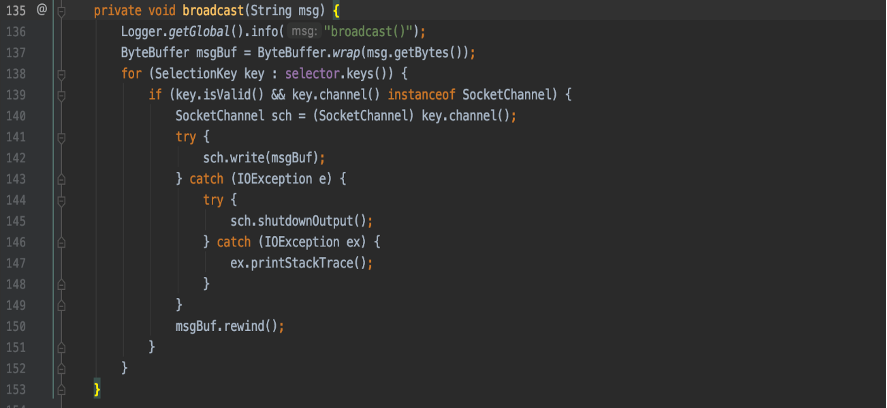 135 @ private void broadcast(String msg) {
136 Logger.getGlobal().info( msg: "broadcast()");
137 ByteBuffer msgBuf = ByteBuffer.wrap(msg.getBytes());
138 for (SelectionKey key : selector.keys()) {
139 if (key.isValid() && key.channel() instanceof SocketChannel) {
140 SocketChannel sch = (SocketChannel) key.channel();
141 try {
142 sch.write(msgBuf);
143 } catch (IOException e) {
144 try {
145 sch.shutdownOutput();
146 } catch (IOException ex) {
147 ex.printStackTrace();
148 }
149 }
150 msgBuf.rewind();
151 }
152 }
153 }